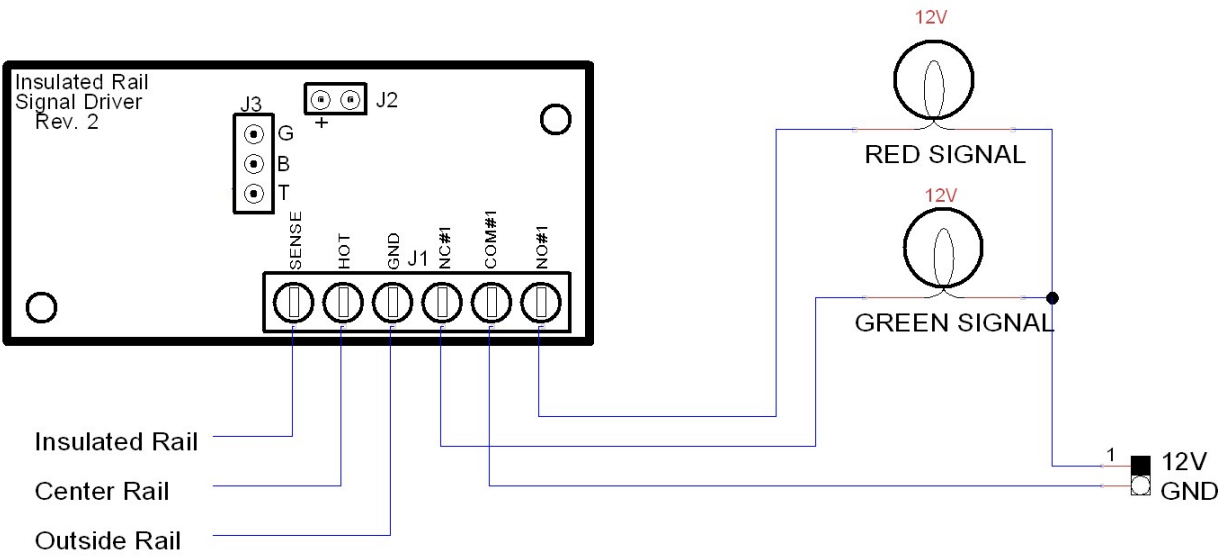 12V
Insulated Rail
Signal Driver
Rev. 2
J3
J2
+
G
B
T
RED SIGNAL
12V
SENSE
HOT
GND
J1
NC#1
COM#1
NO#1
GREEN SIGNAL
Insulated Rail
Center Rail
Outside Rail
1
12V
GND